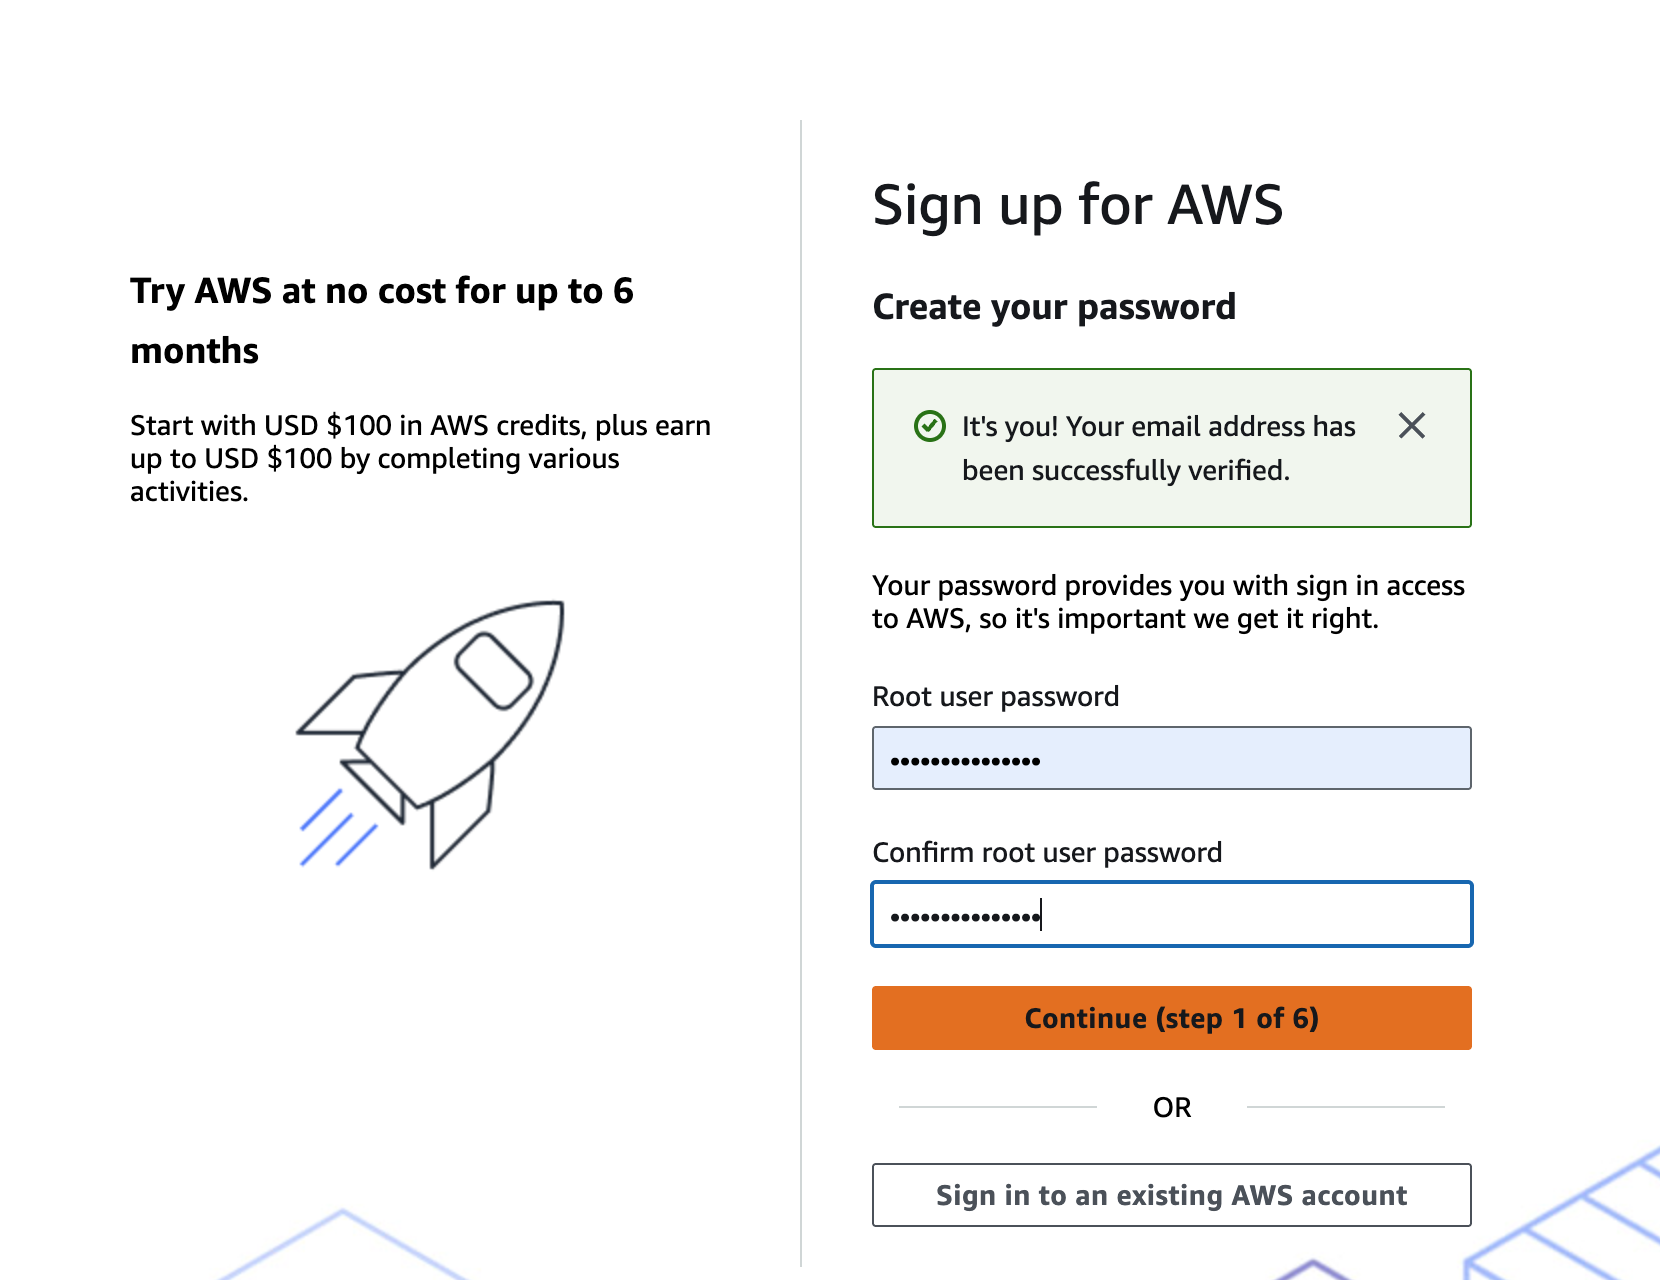 Try AWS at no cost for up to 6
months
Start with USD $100 in AWS credits, plus earn
up to USD $100 by completing various
activities.
Sign up for AWS
Create your password
It's you! Your email address has
been successfully verified.
Your password provides you with sign in access
to AWS, so it's important we get it right.
Root user password
•••••••••••••••
Confirm root user password
•••••••••••••••
Continue (step 1 of 6)
OR
Sign in to an existing AWS account